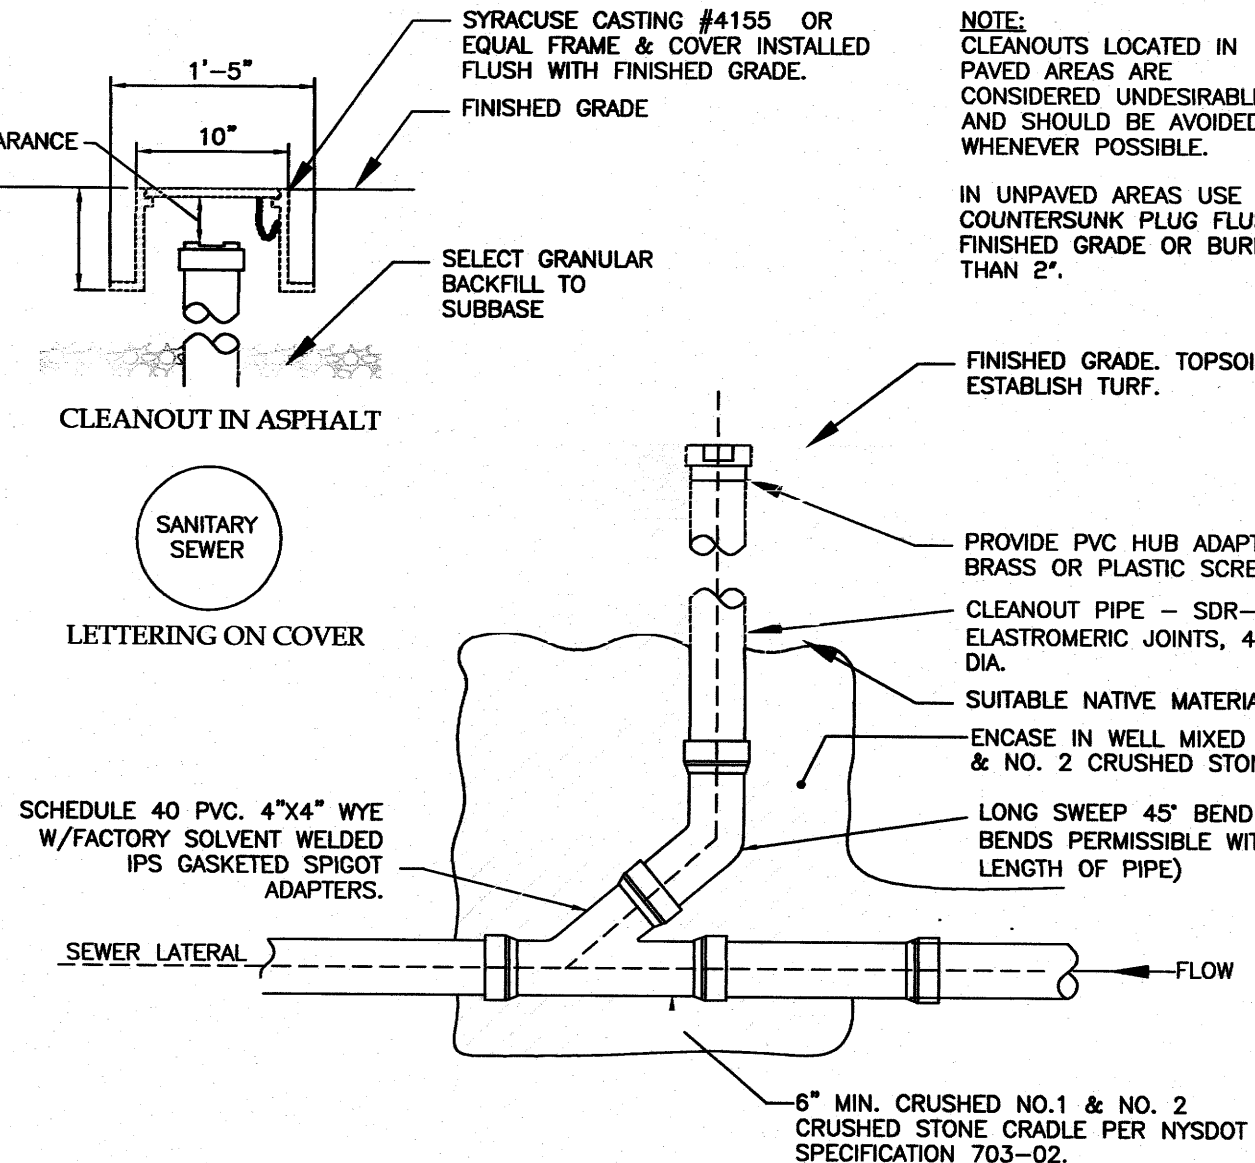 SYRACUSE CASTING #4155 OR
EQUAL FRAME & COVER INSTALLED
FLUSH WITH FINISHED GRADE.
FINISHED GRADE
1'-5"
10"
ARANCE
SELECT GRANULAR
BACKFILL TO
SUBBASE
CLEANOUT IN ASPHALT
SANITARY
SEWER
LETTERING ON COVER
NOTE:
CLEANOUTS LOCATED IN
PAVED AREAS ARE
CONSIDERED UNDESIRABLE
AND SHOULD BE AVOIDED
WHENEVER POSSIBLE.
IN UNPAVED AREAS USE
COUNTERSUNK PLUG FLUS
FINISHED GRADE OR BURI
THAN 2".
FINISHED GRADE. TOPSOI
ESTABLISH TURF.
PROVIDE PVC HUB ADAPT
BRASS OR PLASTIC SCRE
CLEANOUT PIPE - SDR-
ELASTROMERIC JOINTS, 4
DIA.
SUITABLE NATIVE MATERIA
ENCASE IN WELL MIXED
& NO. 2 CRUSHED STON
LONG SWEEP 45° BEND
BENDS PERMISSIBLE WIT
LENGTH OF PIPE)
SCHEDULE 40 PVC. 4"X4" WYE
W/FACTORY SOLVENT WELDED
IPS GASKETED SPIGOT
ADAPTERS.
SEWER LATERAL
FLOW
6" MIN. CRUSHED NO.1 & NO. 2
CRUSHED STONE CRADLE PER NYSDOT
SPECIFICATION 703-02.